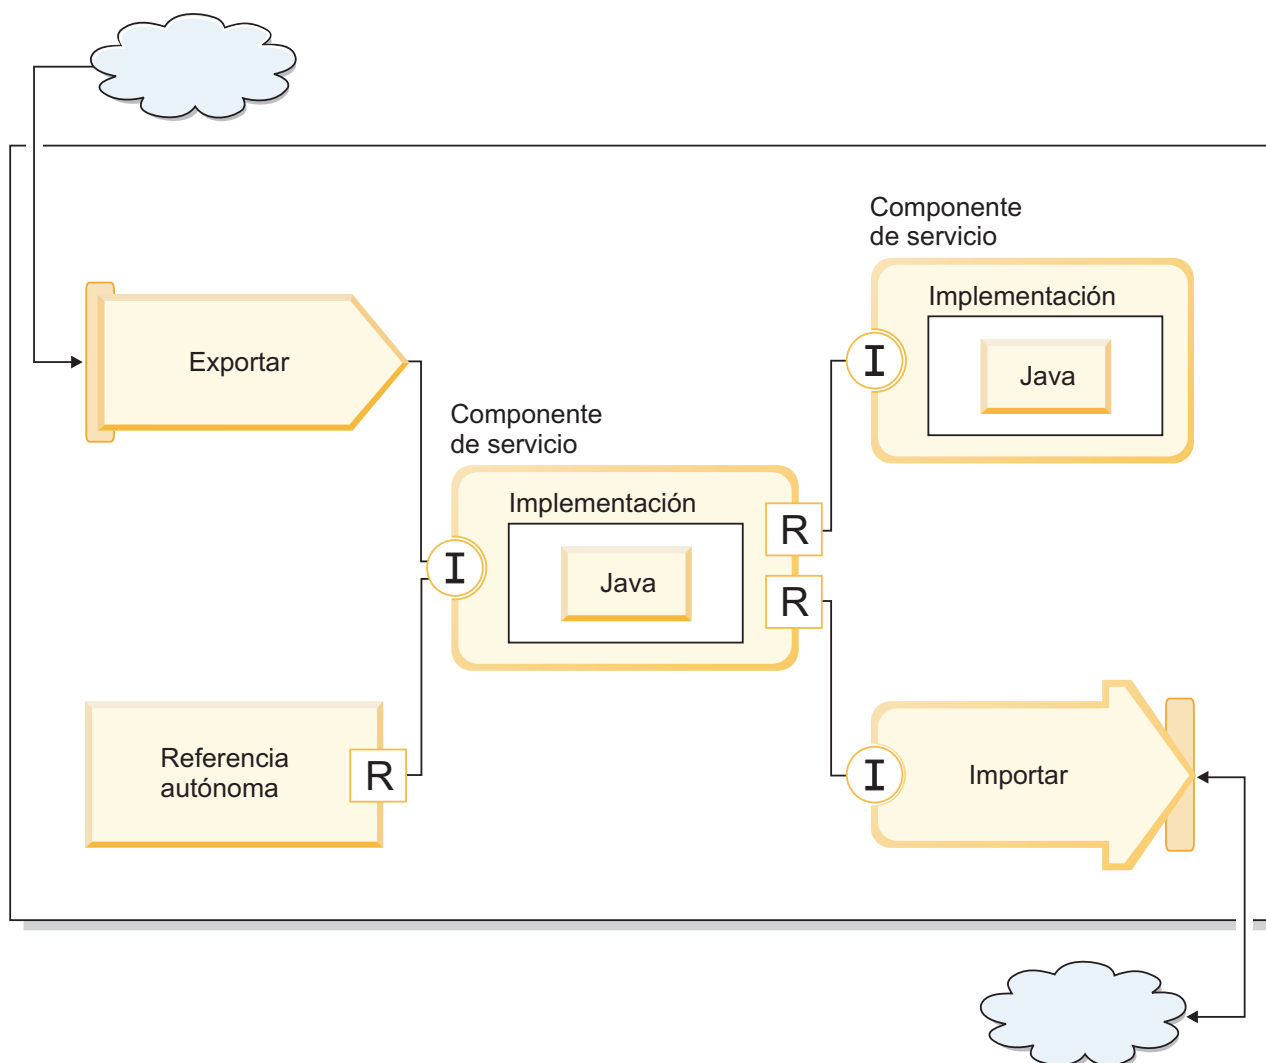 Componente
de servicio
Implementación
I
Java
Exportar
Componente
de servicio
Implementación
R
I
Java
R
Referencia
autónoma
R
I
Importar